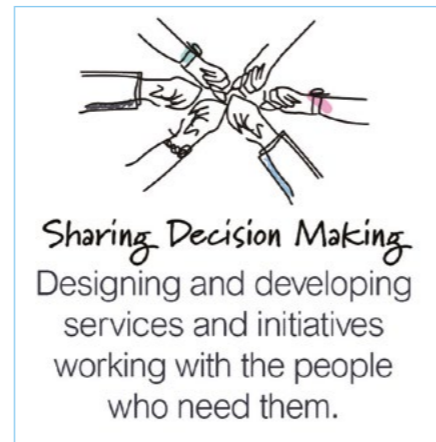 Sharing Decision Making
Designing and developing
services and initiatives
working with the people
who need them.